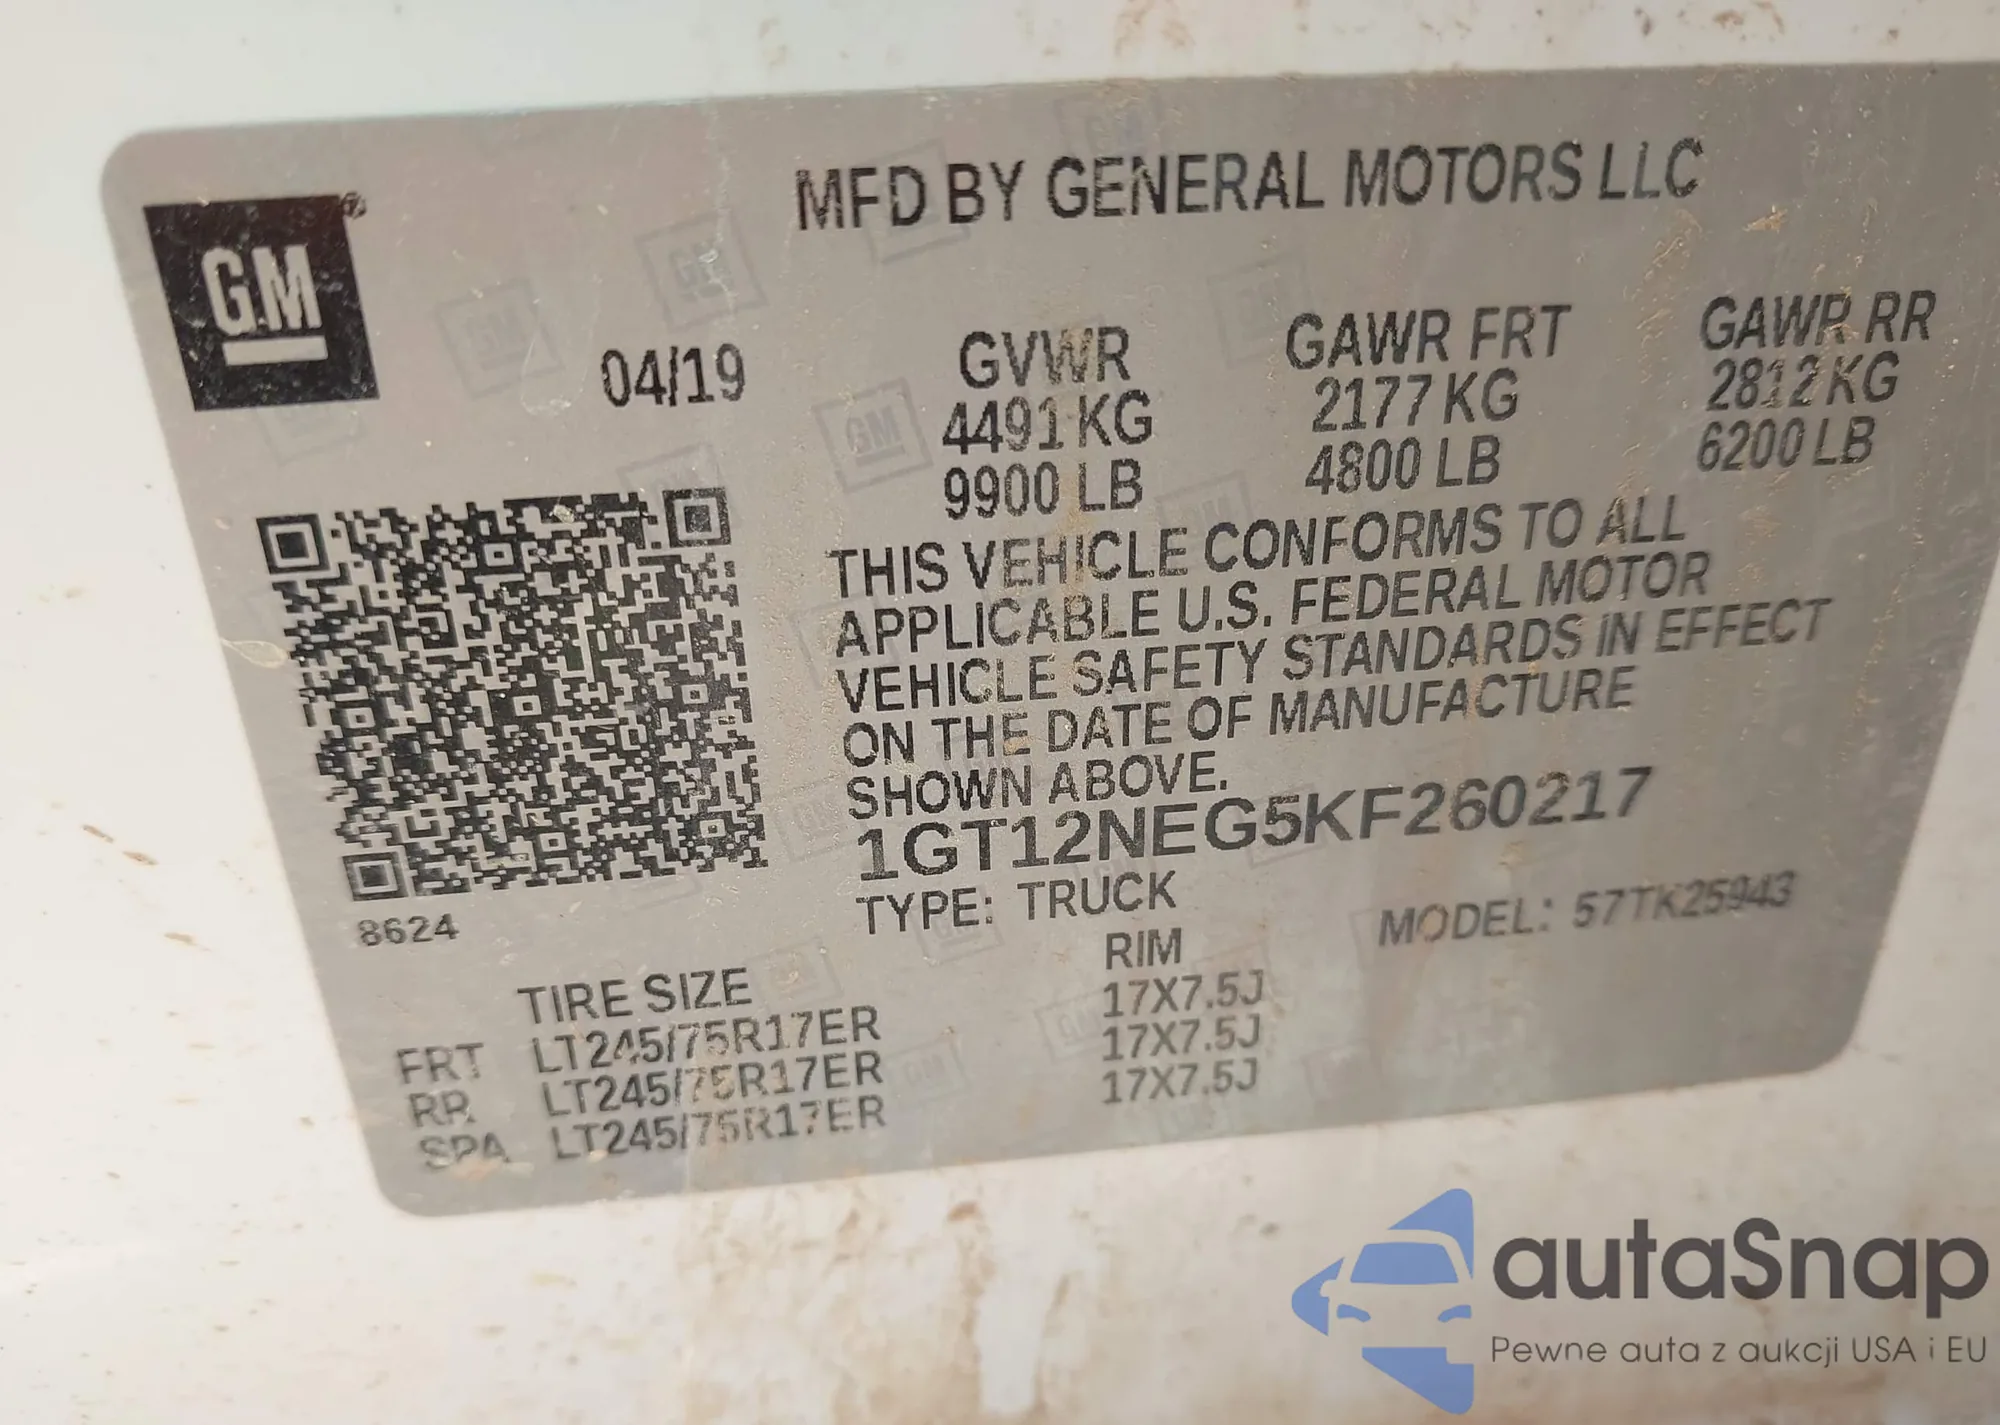 GM®
MFD BY GENERAL MOTORS LLC
04/19
GVWR GAWR FRT GAWR RR
4491 KG 2177 KG 2812 KG
9900 LB 4800 LB 6200 LB
THIS VEHICLE CONFORMS TO ALL
APPLICABLE U.S. FEDERAL MOTOR
VEHICLE SAFETY STANDARDS IN EFFECT
ON THE DATE OF MANUFACTURE
SHOWN ABOVE.
1GT12NEG5KF260217
TYPE: TRUCK MODEL: 57TK25943
8624
TIRE SIZE RIM
FRT LT245/75R17ER 17X7.5J
RR LT245/75R17ER 17X7.5J
SPA LT245/75R17ER 17X7.5J
autaSnap
Pewne auta z aukcji USA i EU